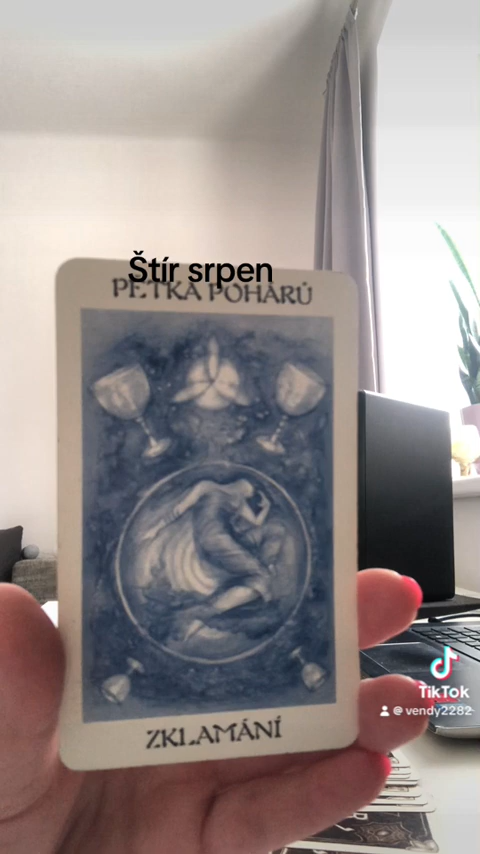 Štír srpen
PĚTKA POHÁRŮ
ZKLAMÁNÍ
TikTok
@vendy2282